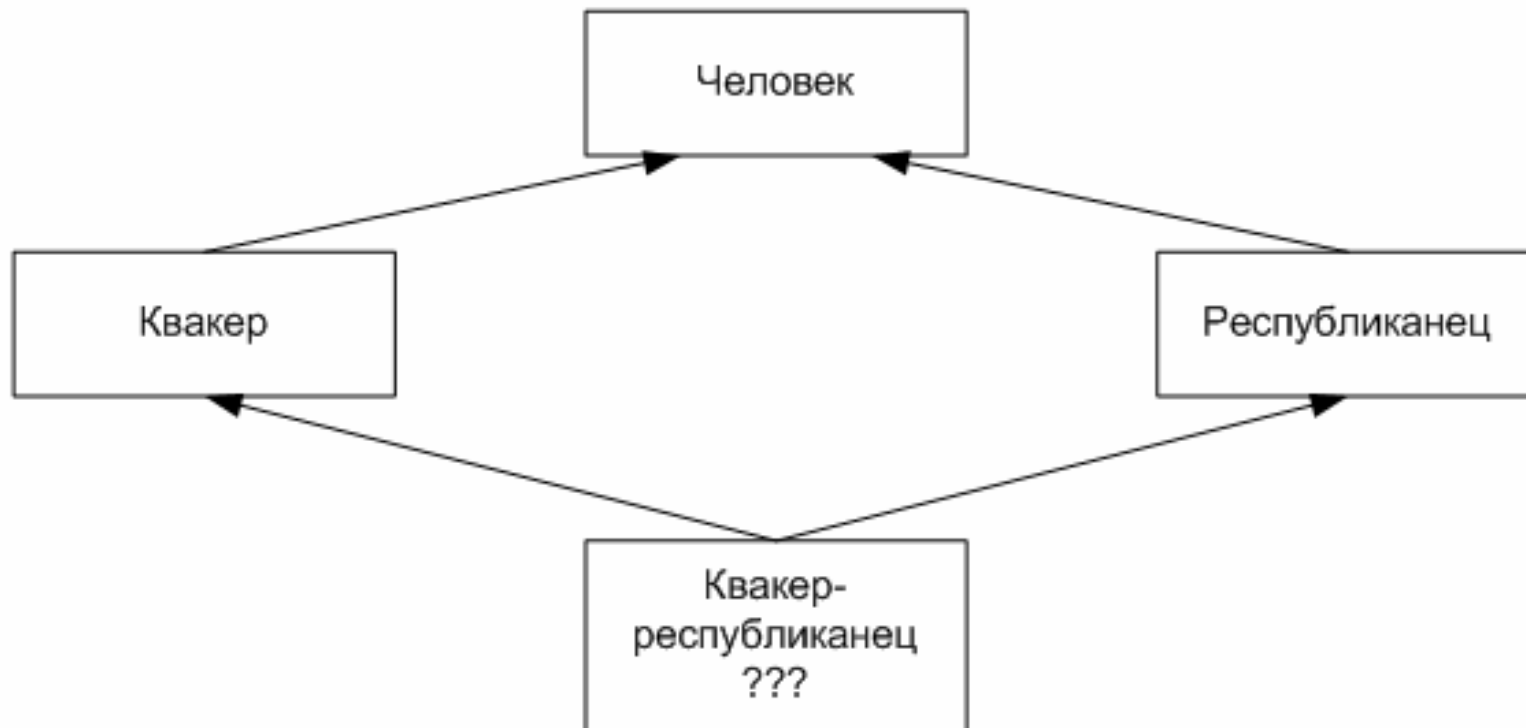 Человек
Квакер
Республиканец
Квакер-
республиканец
???